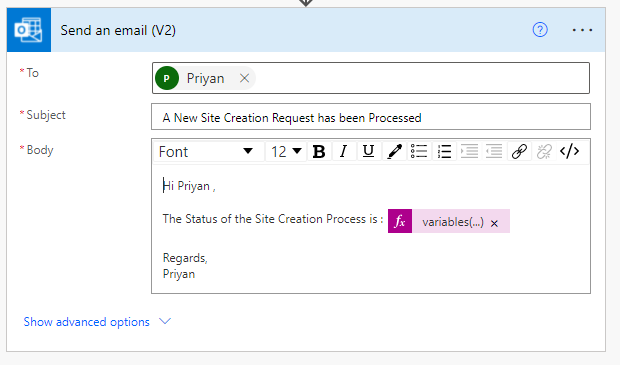 Send an email (V2)
* To
P Priyan ×
* Subject
A New Site Creation Request has been Processed
* Body
Font 12 B I U </>
Hi Priyan ,
The Status of the Site Creation Process is : fx variables(...) ×
Regards,
Priyan
Show advanced options